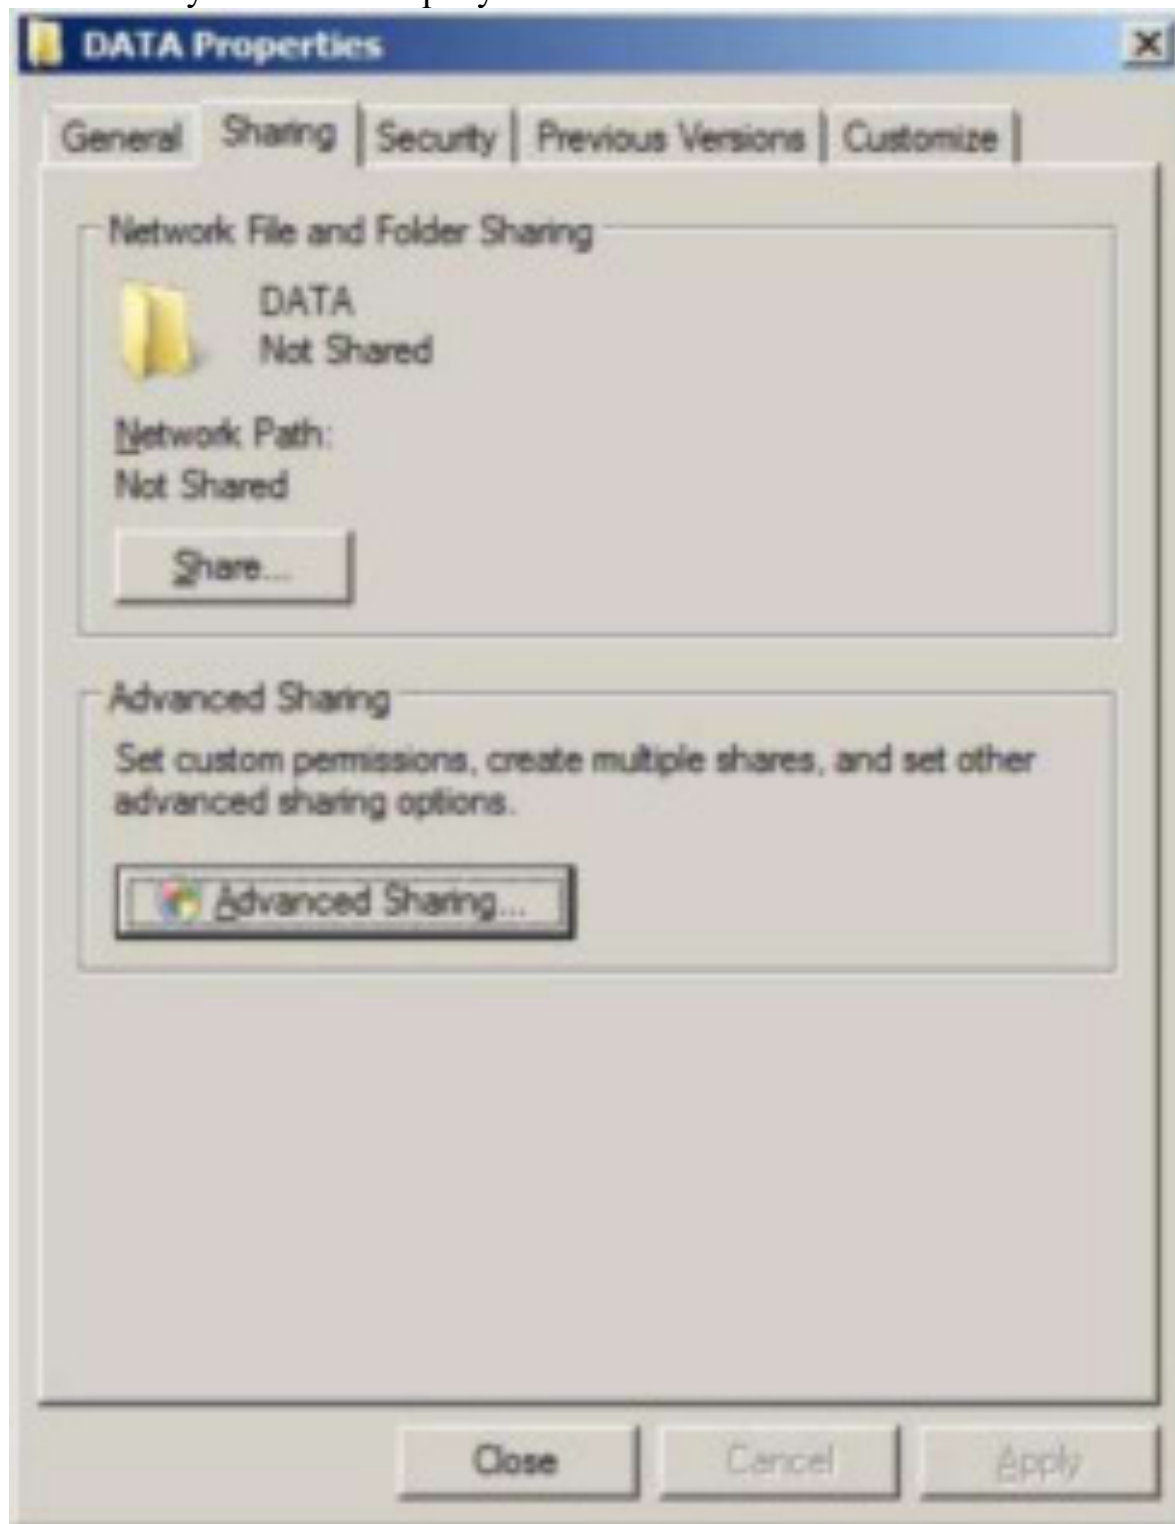 DATA Properties
General Sharing Security Previous Versions Customize
Network File and Folder Sharing
DATA
Not Shared
Network Path:
Not Shared
Share...
Advanced Sharing
Set custom permissions, create multiple shares, and set other
advanced sharing options.
Advanced Sharing...
Close Cancel Apply